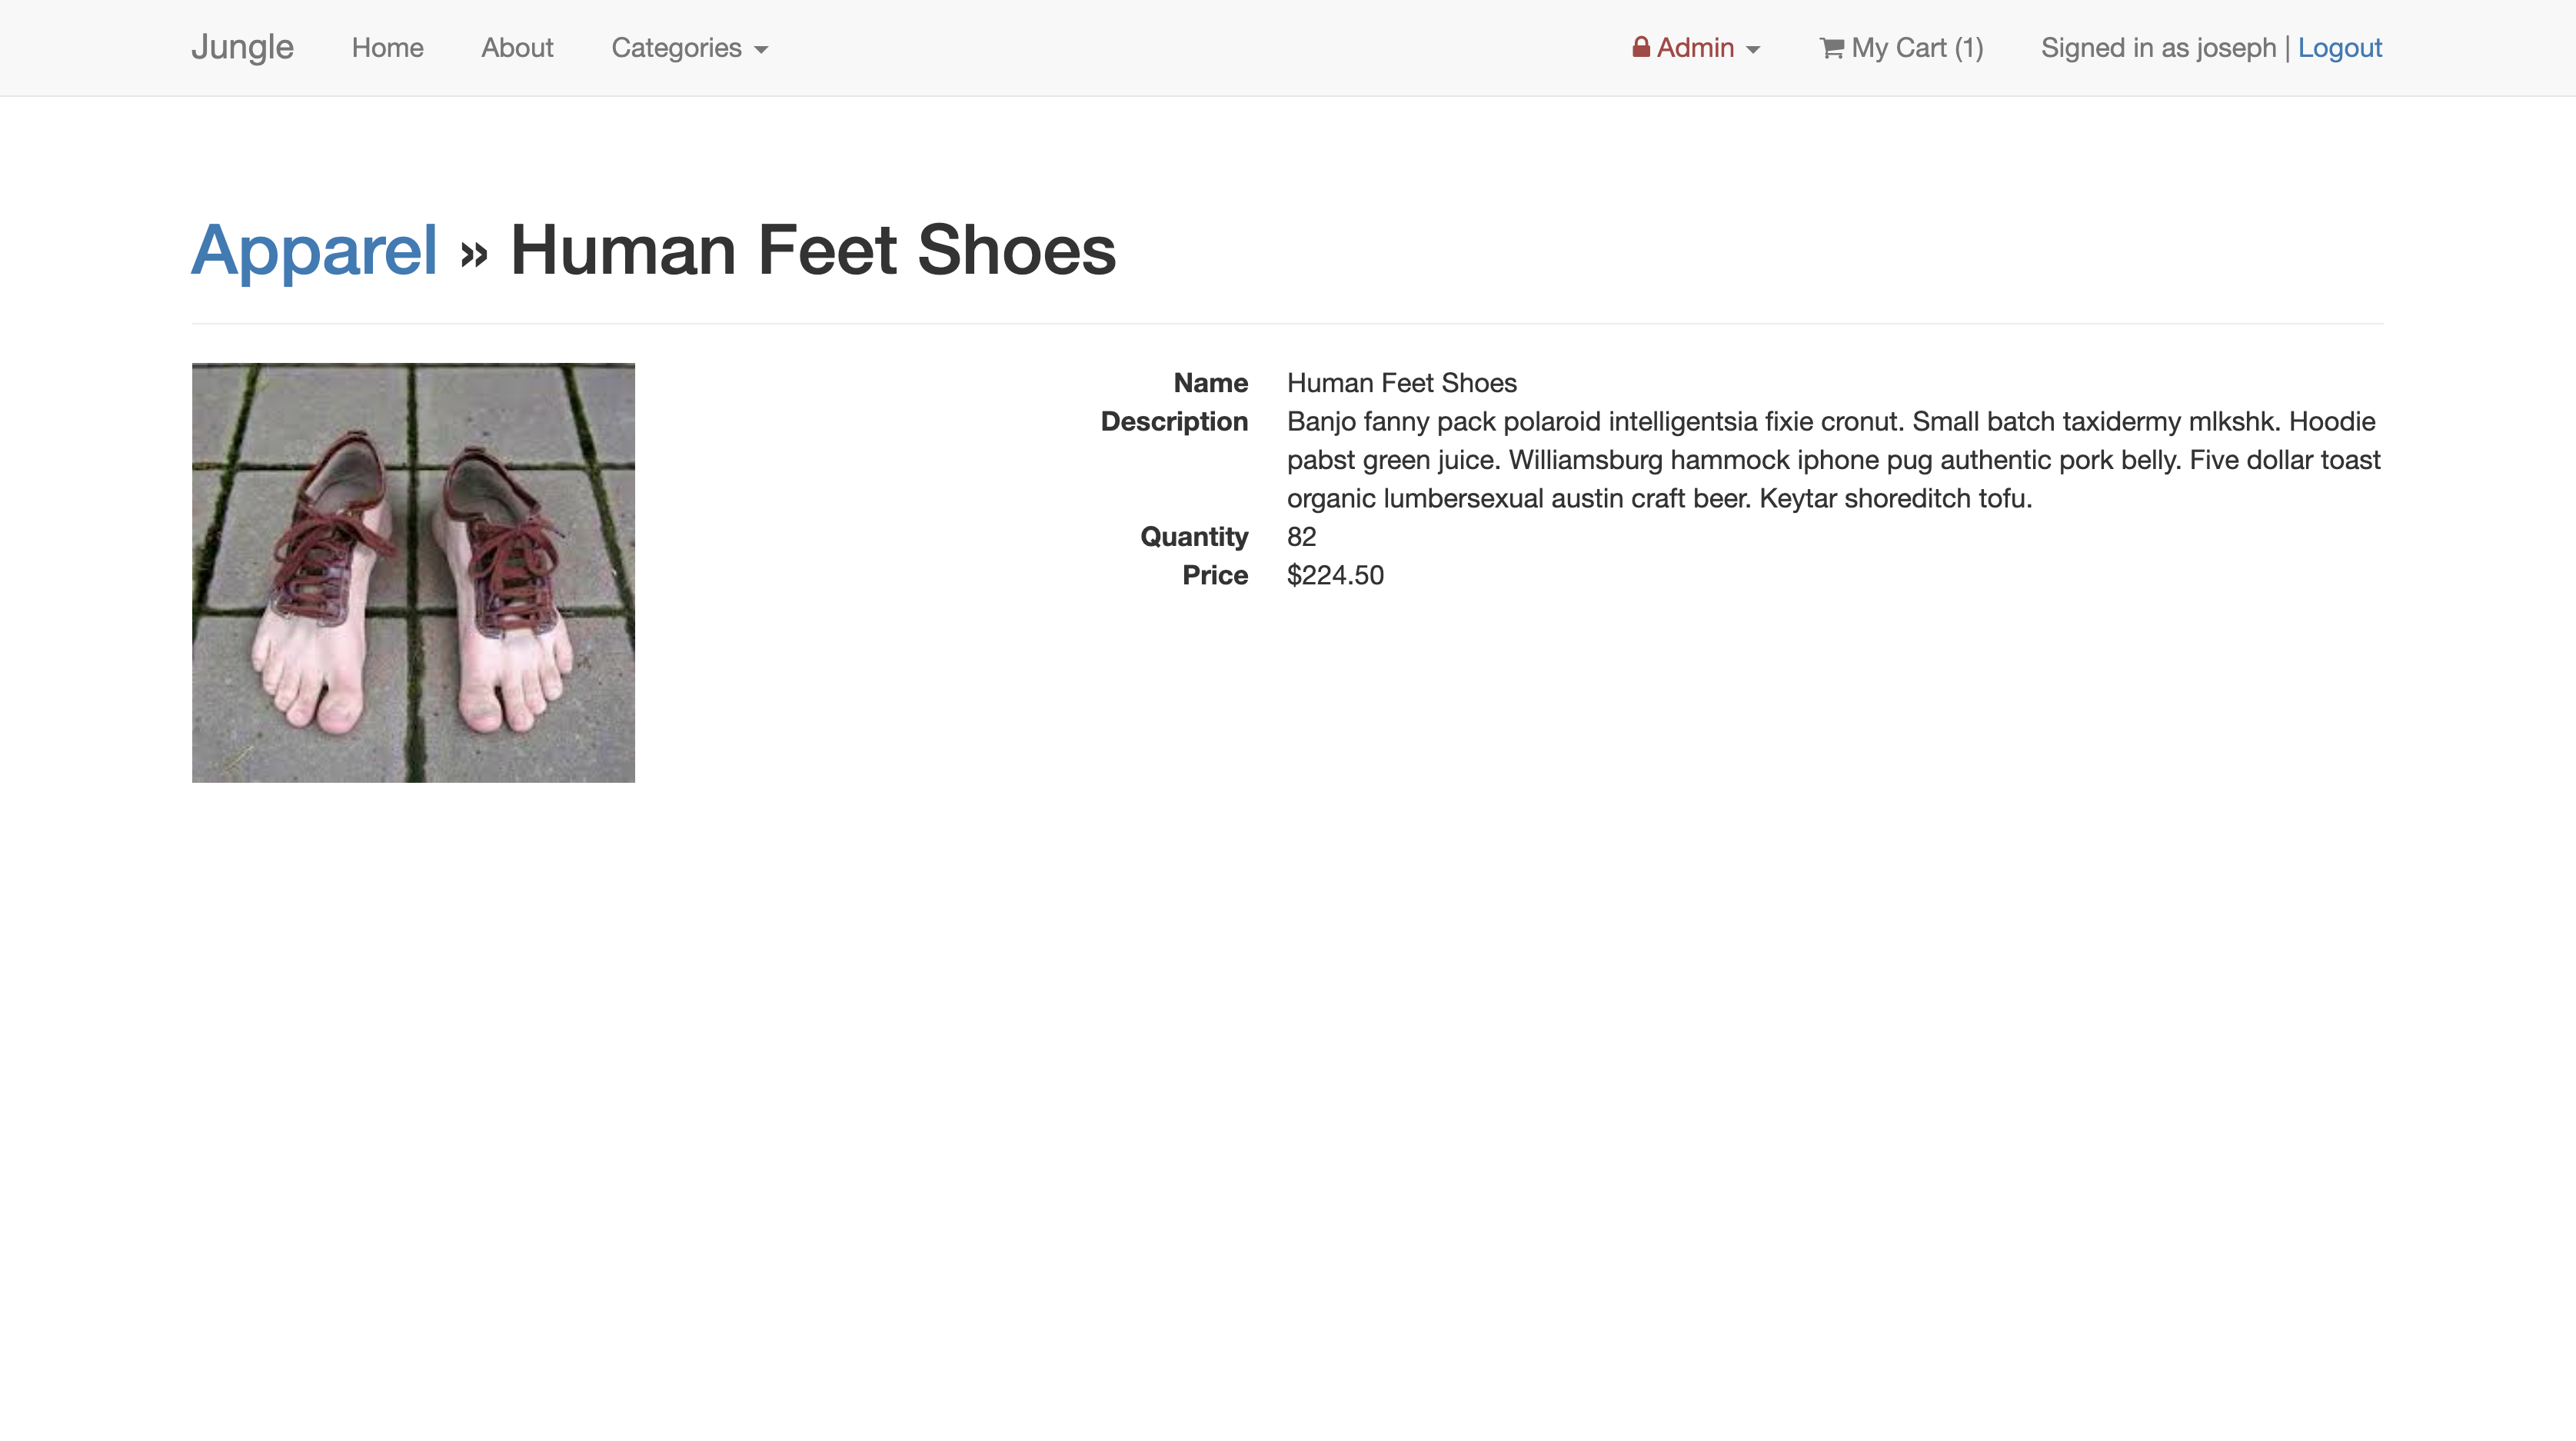 Jungle Home About Categories Admin My Cart (1) Signed in as joseph | Logout
Apparel » Human Feet Shoes
Name Human Feet Shoes
Description Banjo fanny pack polaroid intelligentsia fixie cronut. Small batch taxidermy mlkshk. Hoodie
pabst green juice. Williamsburg hammock iphone pug authentic pork belly. Five dollar toast
organic lumbersexual austin craft beer. Keytar shoreditch tofu.
Quantity 82
Price $224.50